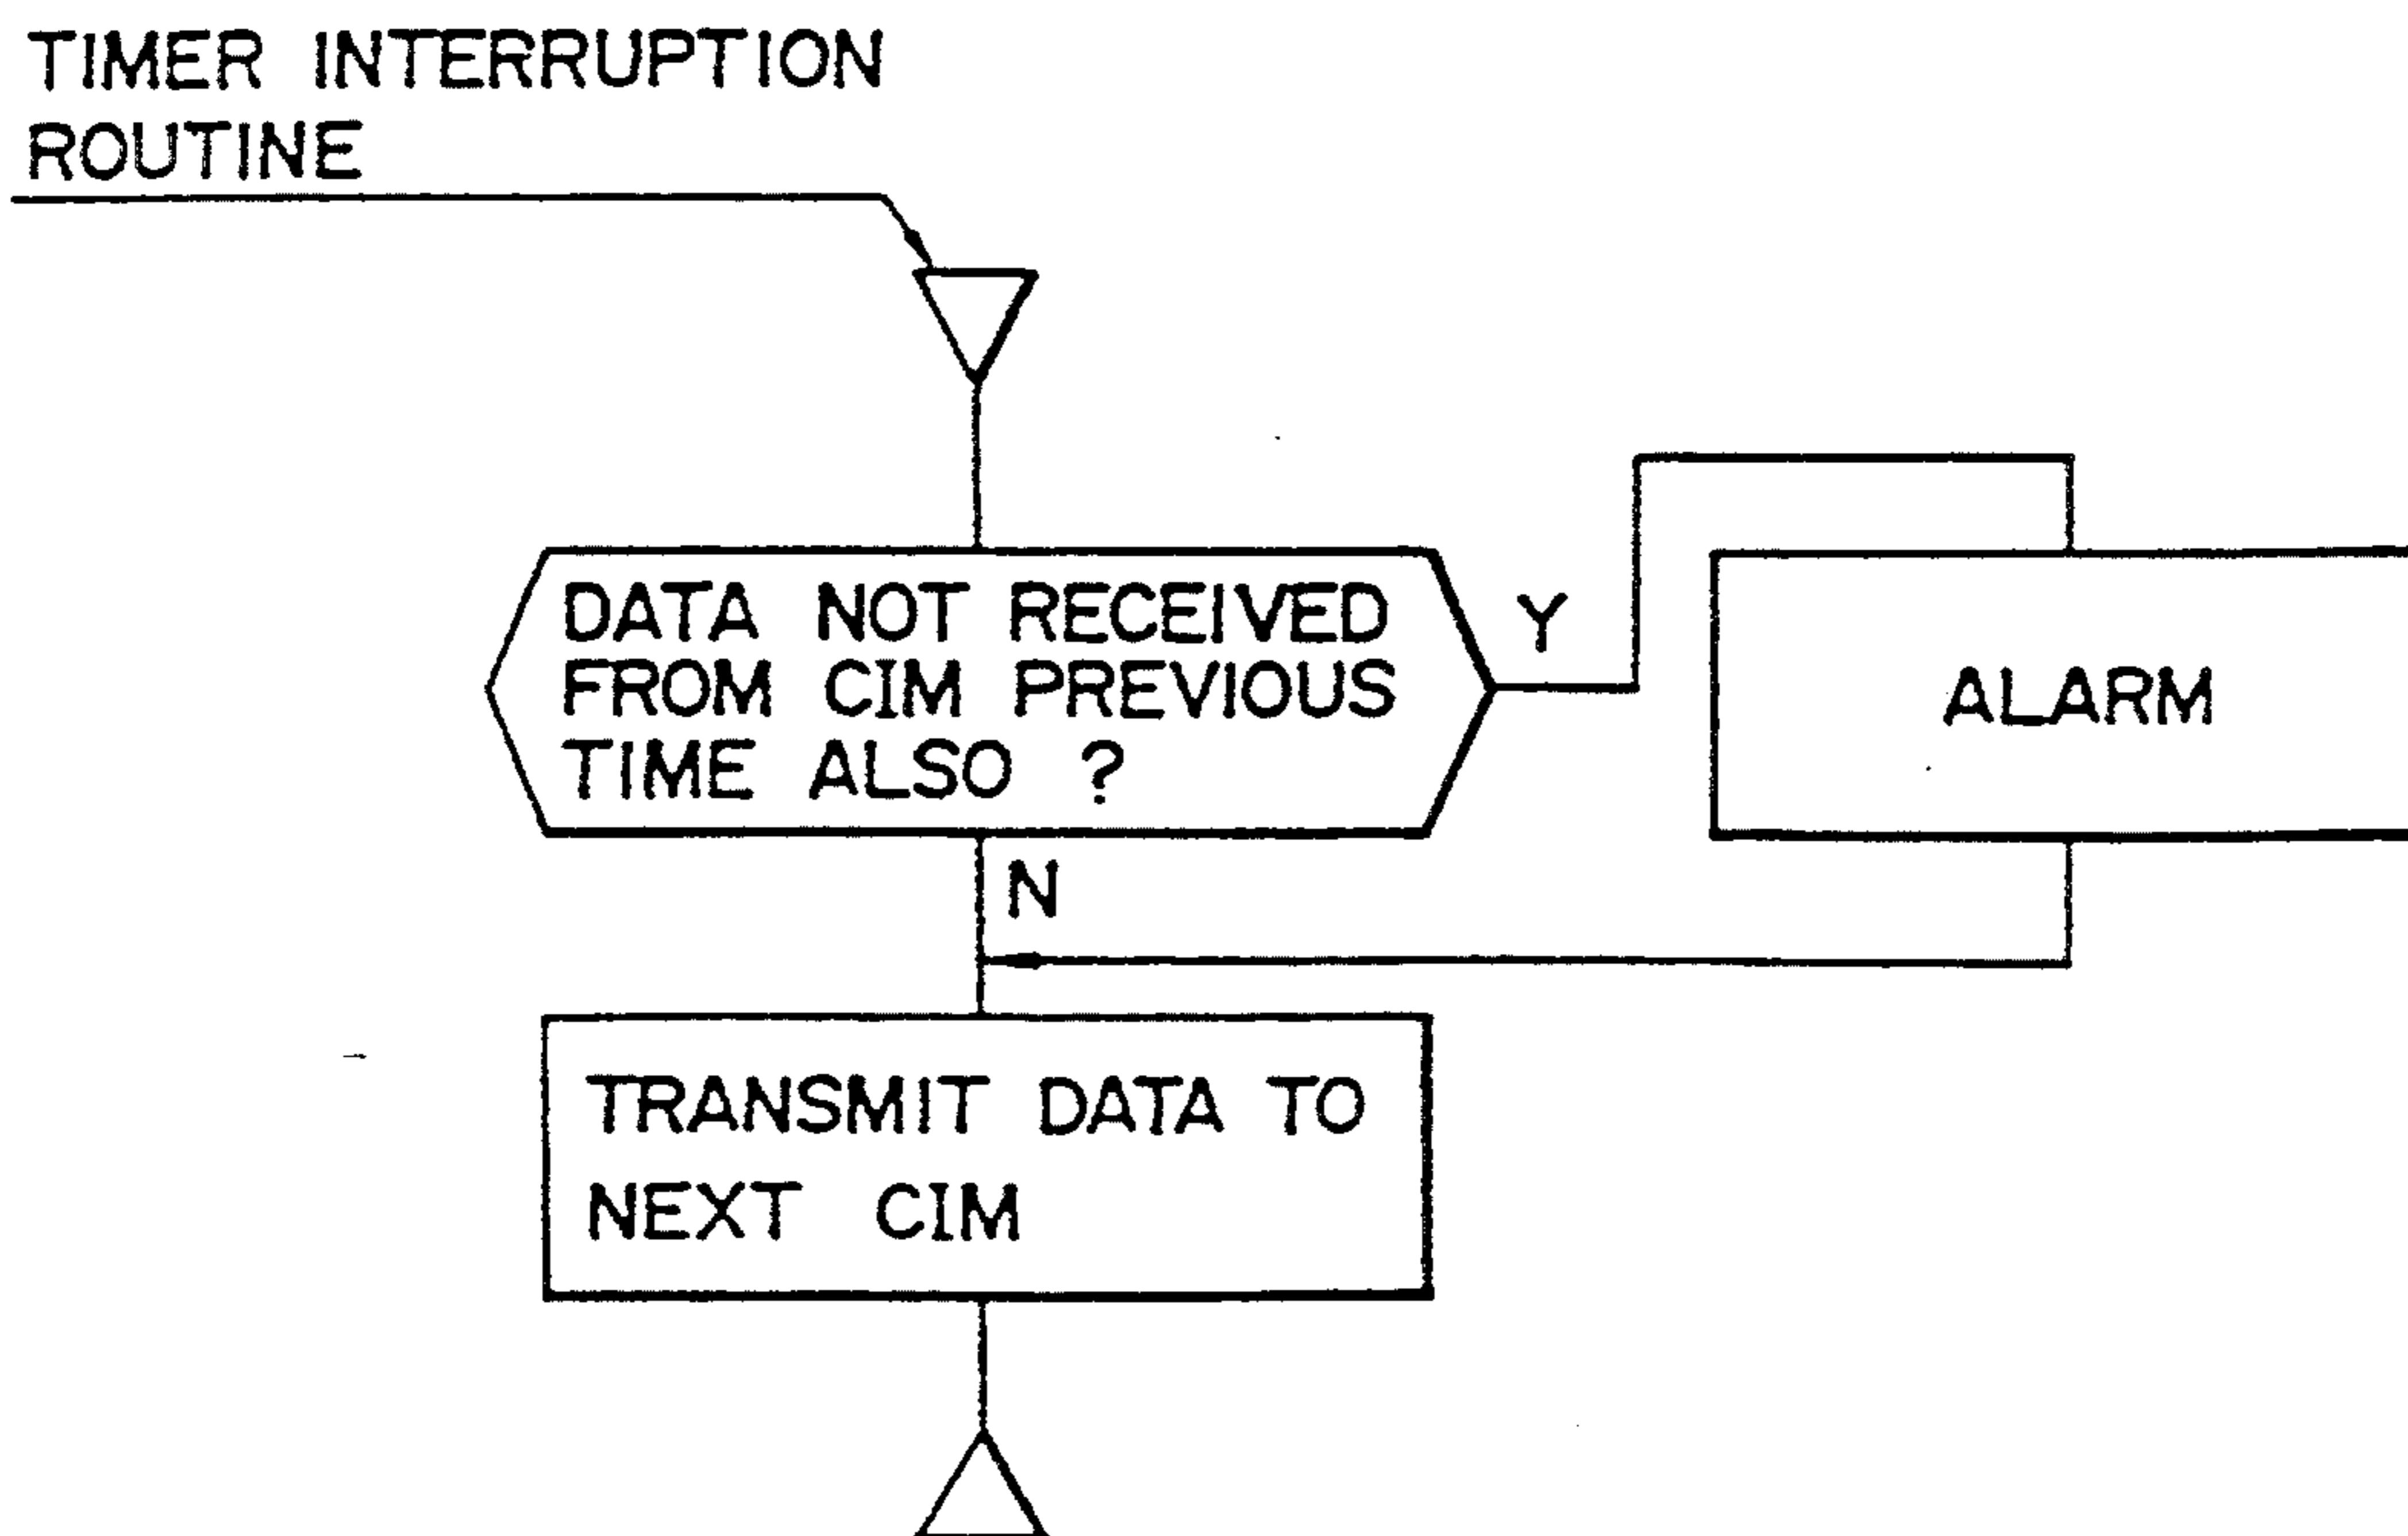 TIMER INTERRUPTION
ROUTINE
DATA NOT RECEIVED
FROM CIM PREVIOUS
TIME ALSO ?
Y
ALARM
N
TRANSMIT DATA TO
NEXT CIM